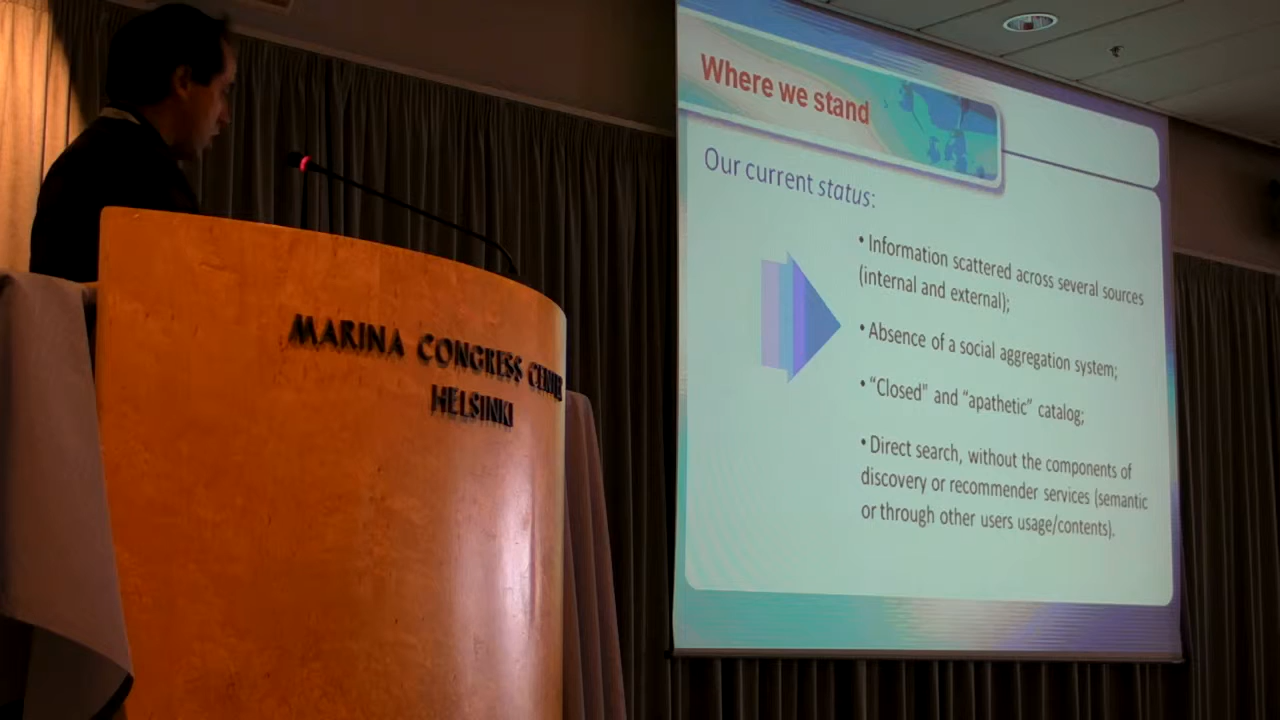 MARINA CONGRESS CENTER
HELSINKI
Where we stand
Our current status:
• Information scattered across several sources
(internal and external);
• Absence of a social aggregation system;
• “Closed” and “apathetic” catalog;
• Direct search, without the components of
discovery or recommender services (semantic
or through other users usage/contents).